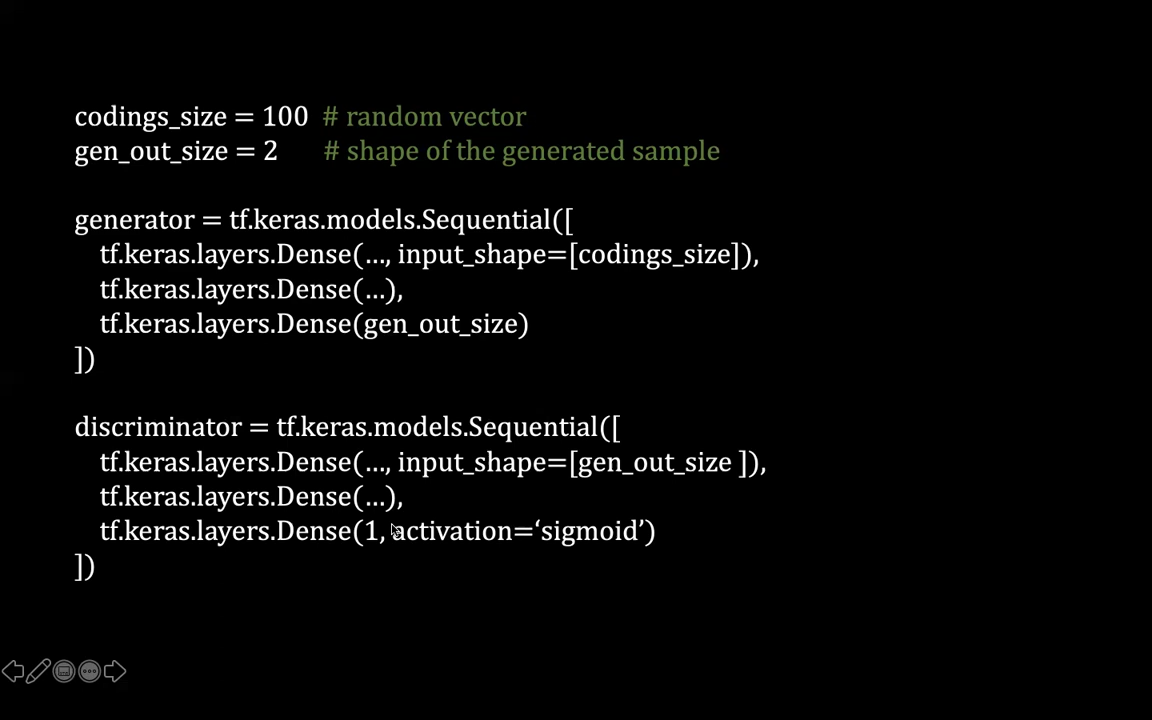 codings_size = 100 # random vector
gen_out_size = 2 # shape of the generated sample
generator = tf.keras.models.Sequential([
tf.keras.layers.Dense(..., input_shape=[codings_size]),
tf.keras.layers.Dense(...),
tf.keras.layers.Dense(gen_out_size)
])
discriminator = tf.keras.models.Sequential([
tf.keras.layers.Dense(..., input_shape=[gen_out_size ]),
tf.keras.layers.Dense(...),
tf.keras.layers.Dense(1, activation=‘sigmoid’)
])